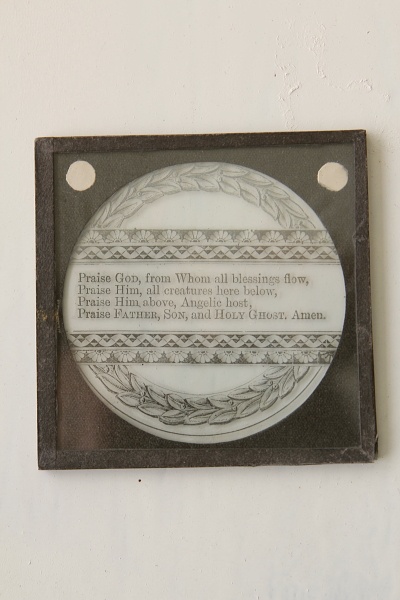 Praise GOD, from Whom all blessings flow,
Praise Him, all creatures here below,
Praise Him above, Angelic host,
Praise FATHER, SON, and HOLY GHOST. Amen.